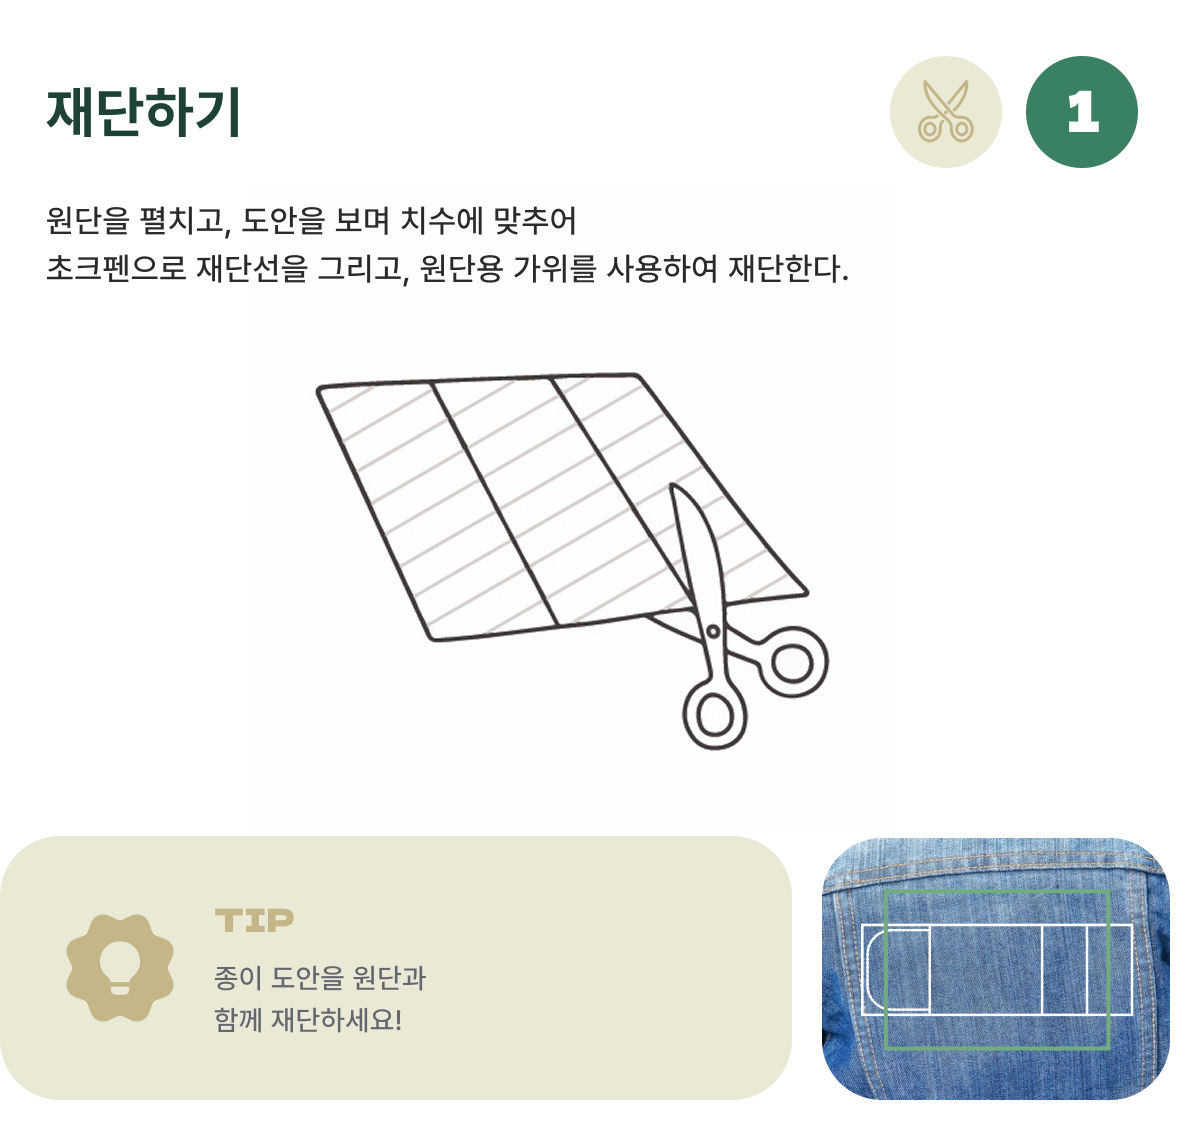 재단하기
1
원단을 펼치고, 도안을 보며 치수에 맞추어
초크펜으로 재단선을 그리고, 원단용 가위를 사용하여 재단한다.
TIP
종이 도안을 원단과
함께 재단하세요!